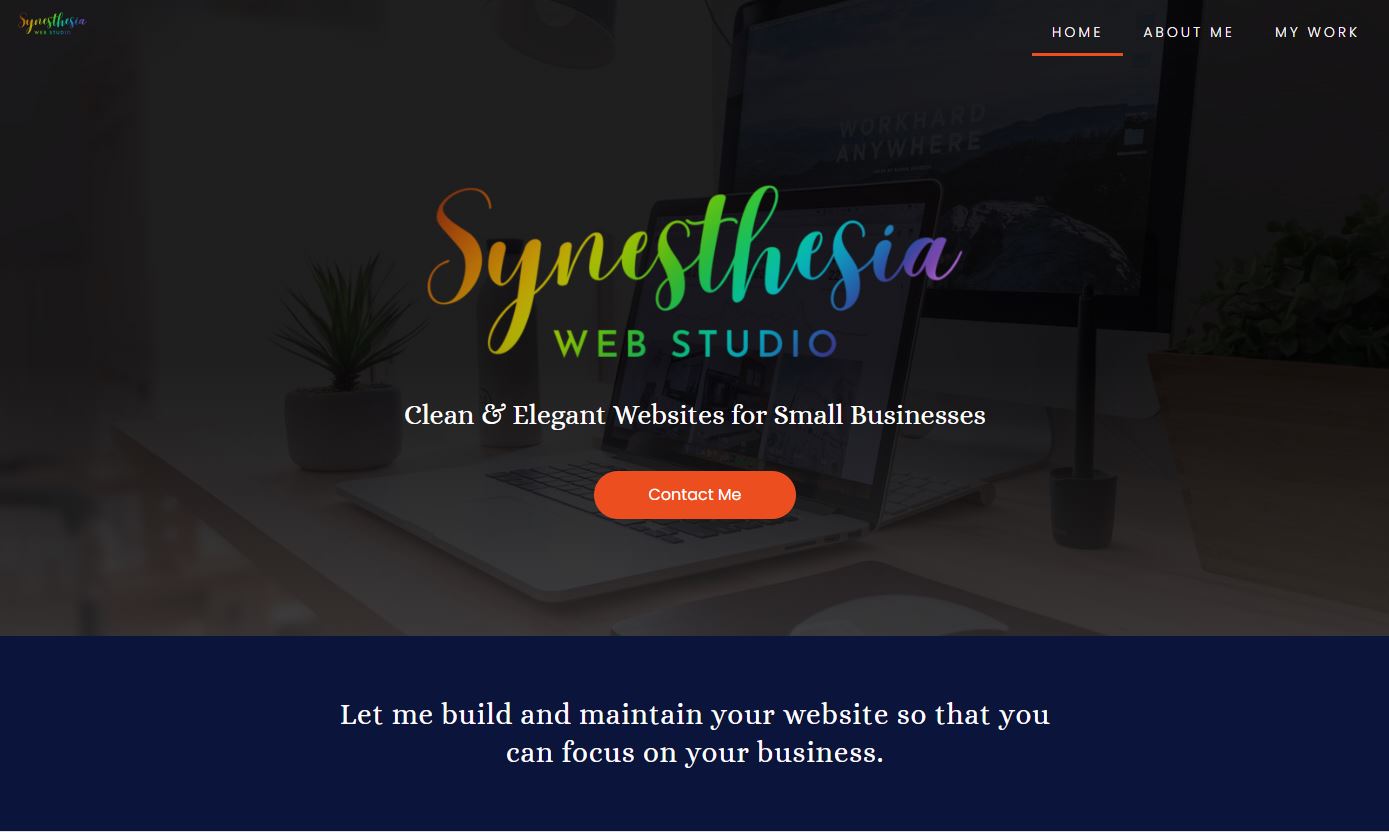 Synesthesia
WEB STUDIO
HOME ABOUT ME MY WORK
WORKHARD
ANYWHERE
Synesthesia
WEB STUDIO
Clean & Elegant Websites for Small Businesses
Contact Me
Let me build and maintain your website so that you
can focus on your business.